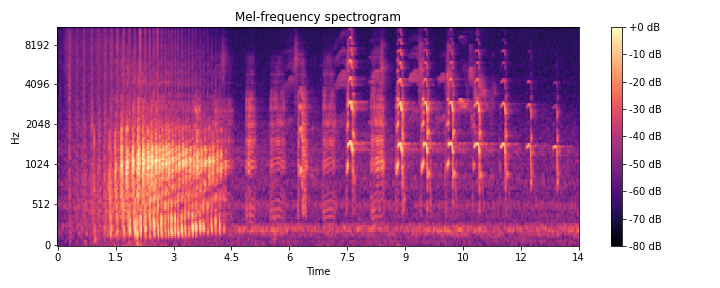 Mel-frequency spectrogram
8192
4096
2048
1024
512
0
Hz
0 1.5 3 4.5 6 7.5 9 10 12 14
Time
+0 dB
-10 dB
-20 dB
-30 dB
-40 dB
-50 dB
-60 dB
-70 dB
-80 dB